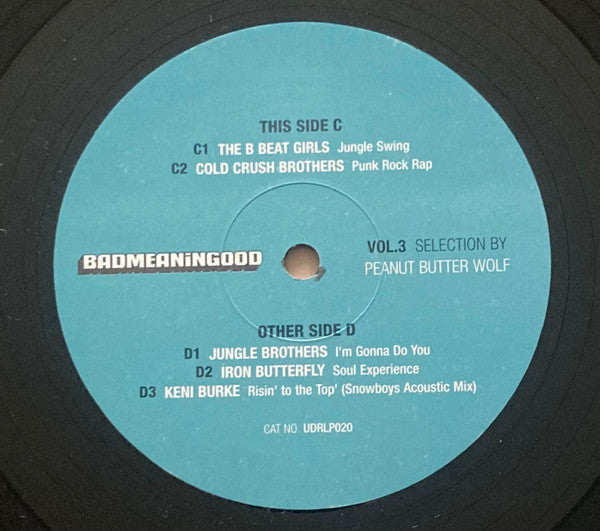 THIS SIDE C
C1 THE B BEAT GIRLS Jungle Swing
C2 COLD CRUSH BROTHERS Punk Rock Rap
BADMEANiNGOOD
VOL.3 SELECTION BY
PEANUT BUTTER WOLF
OTHER SIDE D
D1 JUNGLE BROTHERS I'm Gonna Do You
D2 IRON BUTTERFLY Soul Experience
D3 KENI BURKE Risin' to the Top' (Snowboys Acoustic Mix)
CAT NO. UDRLP020